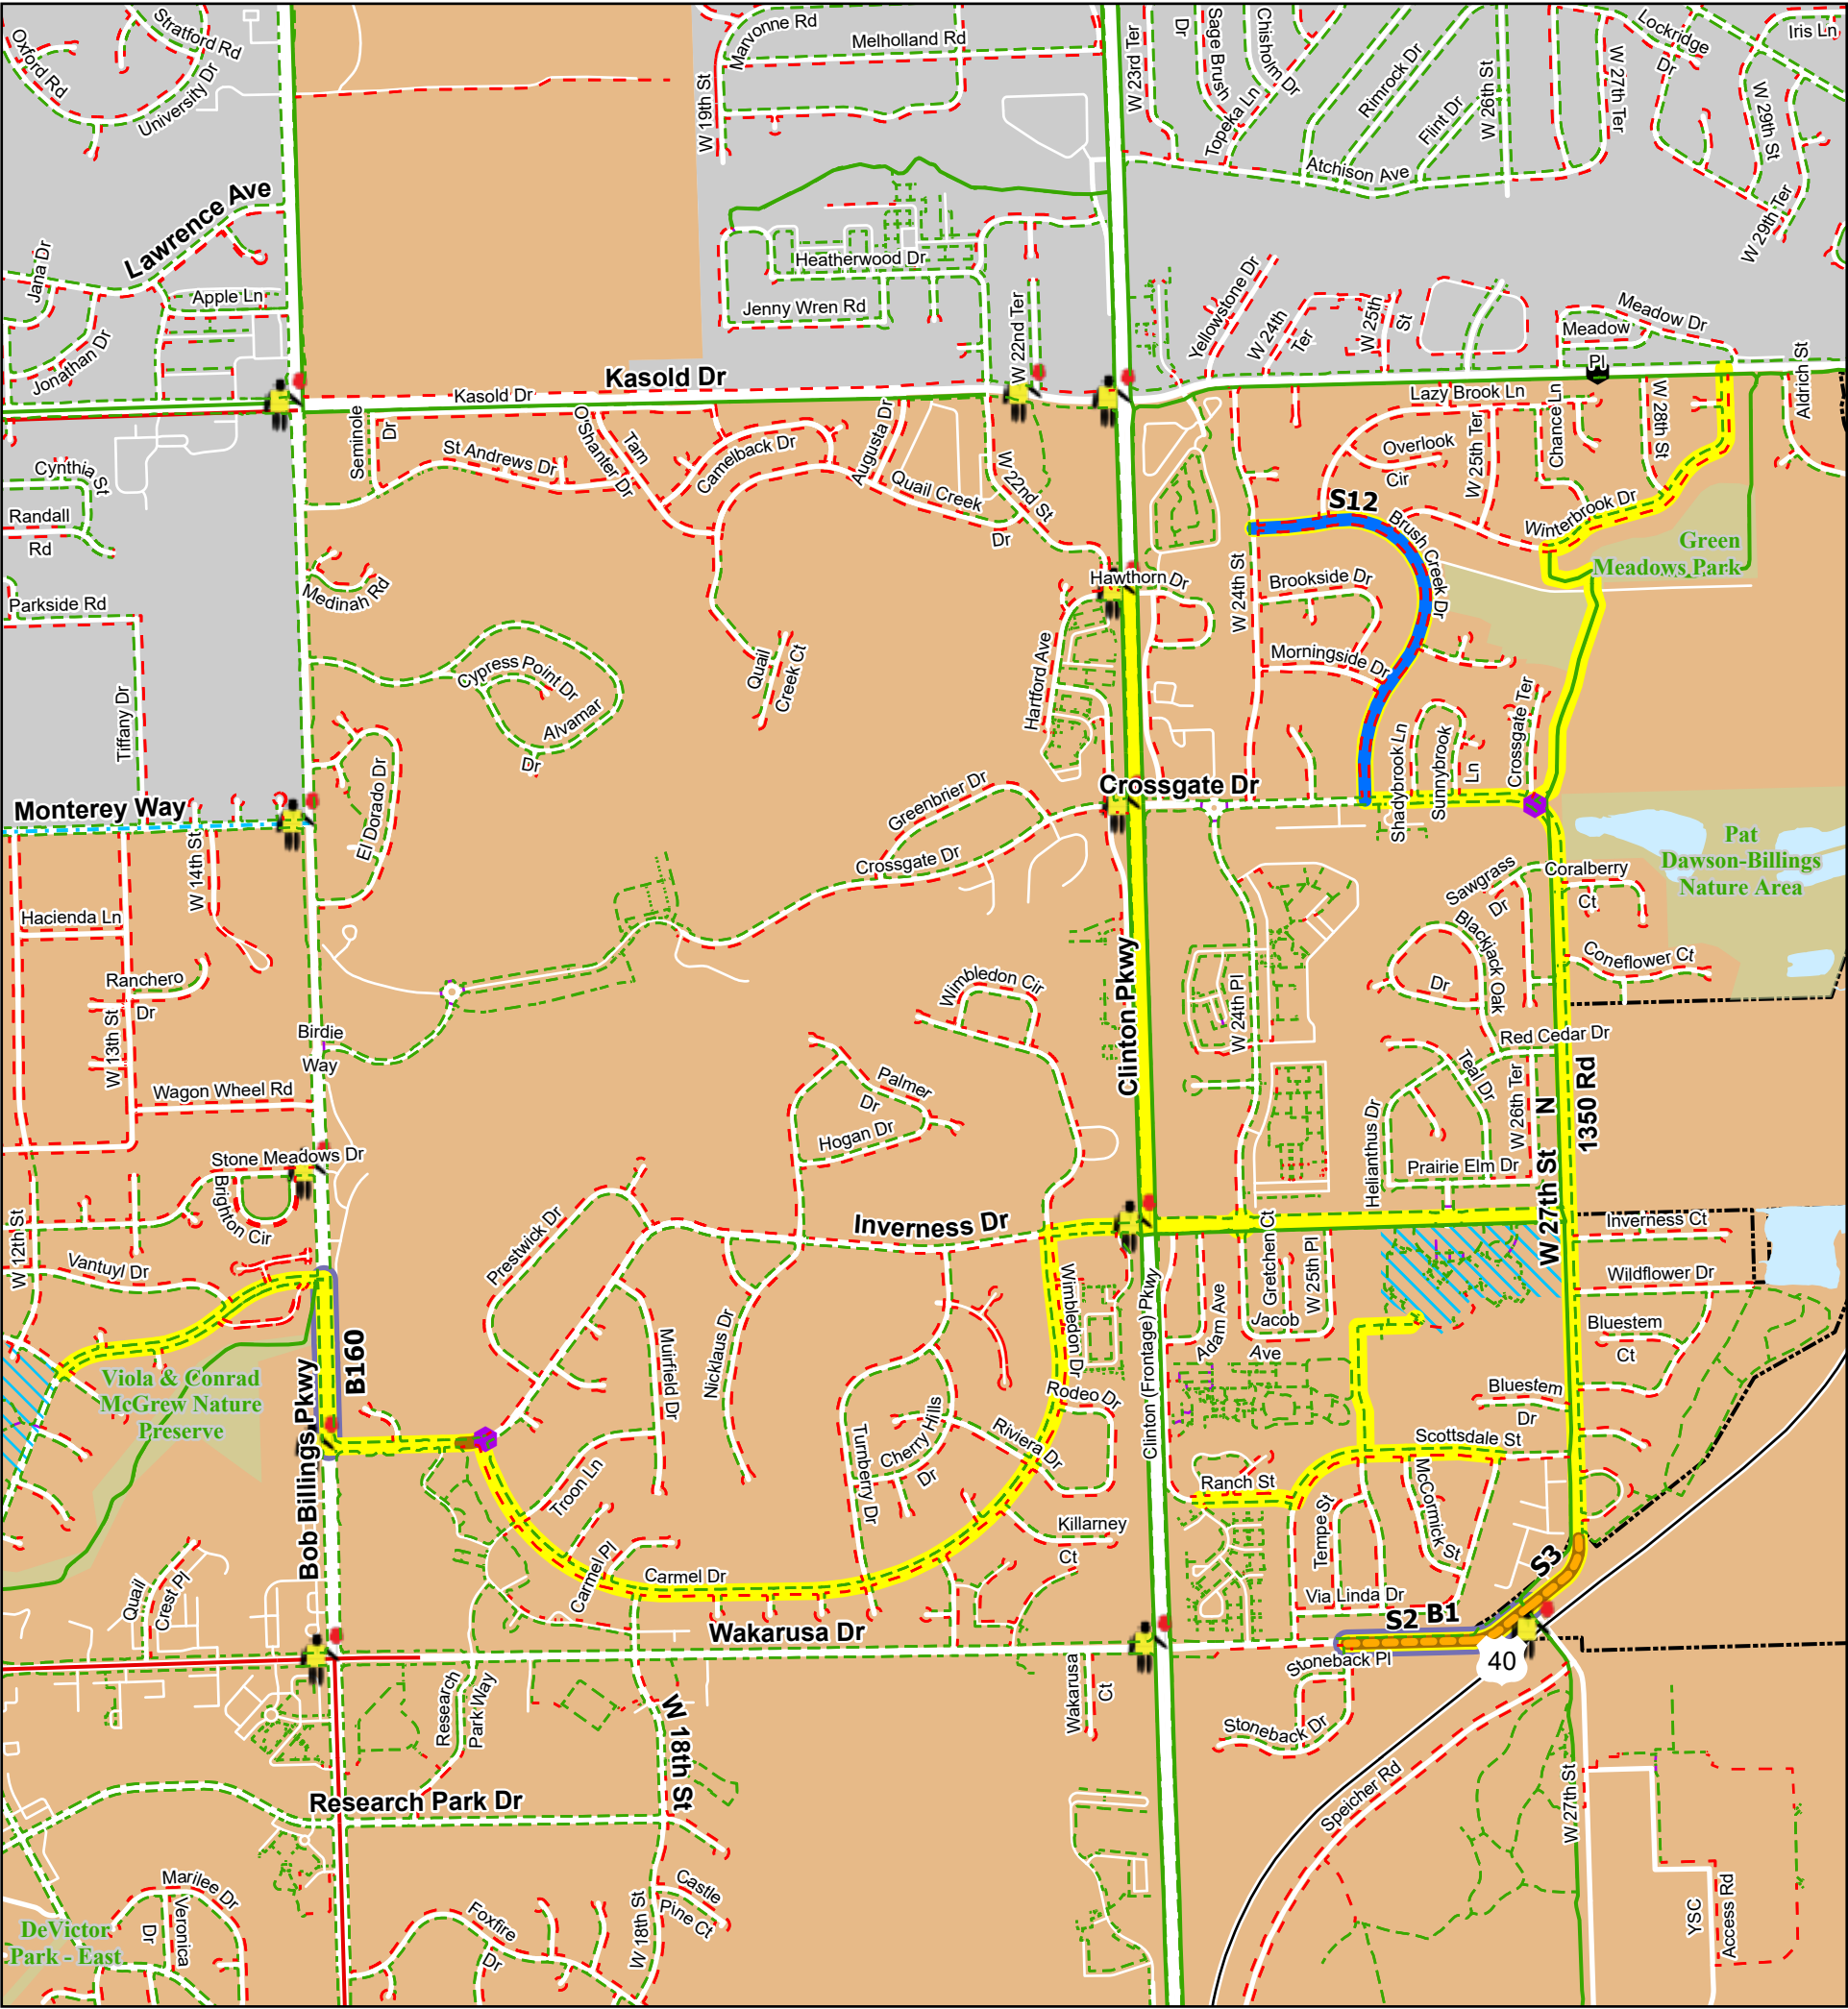 Stratford Rd
Oxford Rd
University Dr
Marvonne Rd
Melholland Rd
W 19th St
W 23rd Ter
Dr
Sage Brush
Chisholm Dr
Topeka Ln
Rimrock Dr
Flint Dr
W 26th St
W 27th Ter
Lockridge
Dr
Iris Ln
W 29th St
Atchison Ave
W 29th Ter
Lawrence Ave
Jana Dr
Apple Ln
Jonathan Dr
Heatherwood Dr
Jenny Wren Rd
W 22nd Ter
Yellowstone Dr
W 24th
Ter
W 25th
St
Meadow Dr
Meadow
Pl
Kasold Dr
Kasold Dr
Seminole
Dr
O'Shanter Dr
Tam
St Andrews Dr
Camelback Dr
Augusta Dr
Quail Creek
Dr
W 22nd St
Lazy Brook Ln
Overlook
Cir
W 25th Ter
Chance Ln
W 28th St
Aldrich St
Cynthia
St
Randall
Rd
S12
Brush Creek Dr
Winterbrook Dr
Green
Meadows Park
Parkside Rd
Medinah Rd
Hawthorn Dr
W 24th St
Brookside Dr
Morningside Dr
Tiffany Dr
Cypress Point Dr
Alvamar
Dr
Quail
Creek Ct
Hartford Ave
Shadybrook Ln
Sunnybrook
Ln
Crossgate Ter
Monterey Way
El Dorado Dr
Greenbrier Dr
Crossgate Dr
Crossgate Dr
Pat
Dawson-Billings
Nature Area
W 14th St
Hacienda Ln
Sawgrass
Dr
Coralberry
Ct
Ranchero
Dr
W 13th St
Birdie
Way
Wimbledon Cir
Clinton Pkwy
W 24th Pl
Blackjack Oak
Dr
Coneflower Ct
Red Cedar Dr
Wagon Wheel Rd
Palmer
Dr
Hogan Dr
Teal Dr
W 26th Ter
Helianthus Dr
Prairie Elm Dr
N
1350 Rd
Stone Meadows Dr
Brighton Cir
W 12th St
Vantuyl Dr
Prestwick Dr
Inverness Dr
Gretchen Ct
W 27th St
Inverness Ct
Wildflower Dr
Wimbledon Dr
Clinton (Frontage) Pkwy
Adam Ave
W 25th Pl
Jacob
Ave
Bluestem
Ct
Bluestem
Dr
B160
Viola & Conrad
McGrew Nature
Preserve
Bob Billings Pkwy
Muirfield Dr
Nicklaus Dr
Turnberry Dr
Cherry Hills
Dr
Rodeo Dr
Riviera Dr
Scottsdale St
Ranch St
Tempe St
McCormick St
Troon Ln
Killarney
Ct
Carmel Pl
Carmel Dr
Quail
Crest Pl
Via Linda Dr
S3
S2 B1
Wakarusa Dr
40
Stoneback Pl
Stoneback Dr
Wakarusa
Ct
Research
Park Way
W 18th St
Research Park Dr
Speicher Rd
W 27th St
Marilee Dr
Veronica
Dr
DeVictor
Park - East
Foxfire
Dr
W 18th St
Castle
Pine Ct
YSC
Access Rd